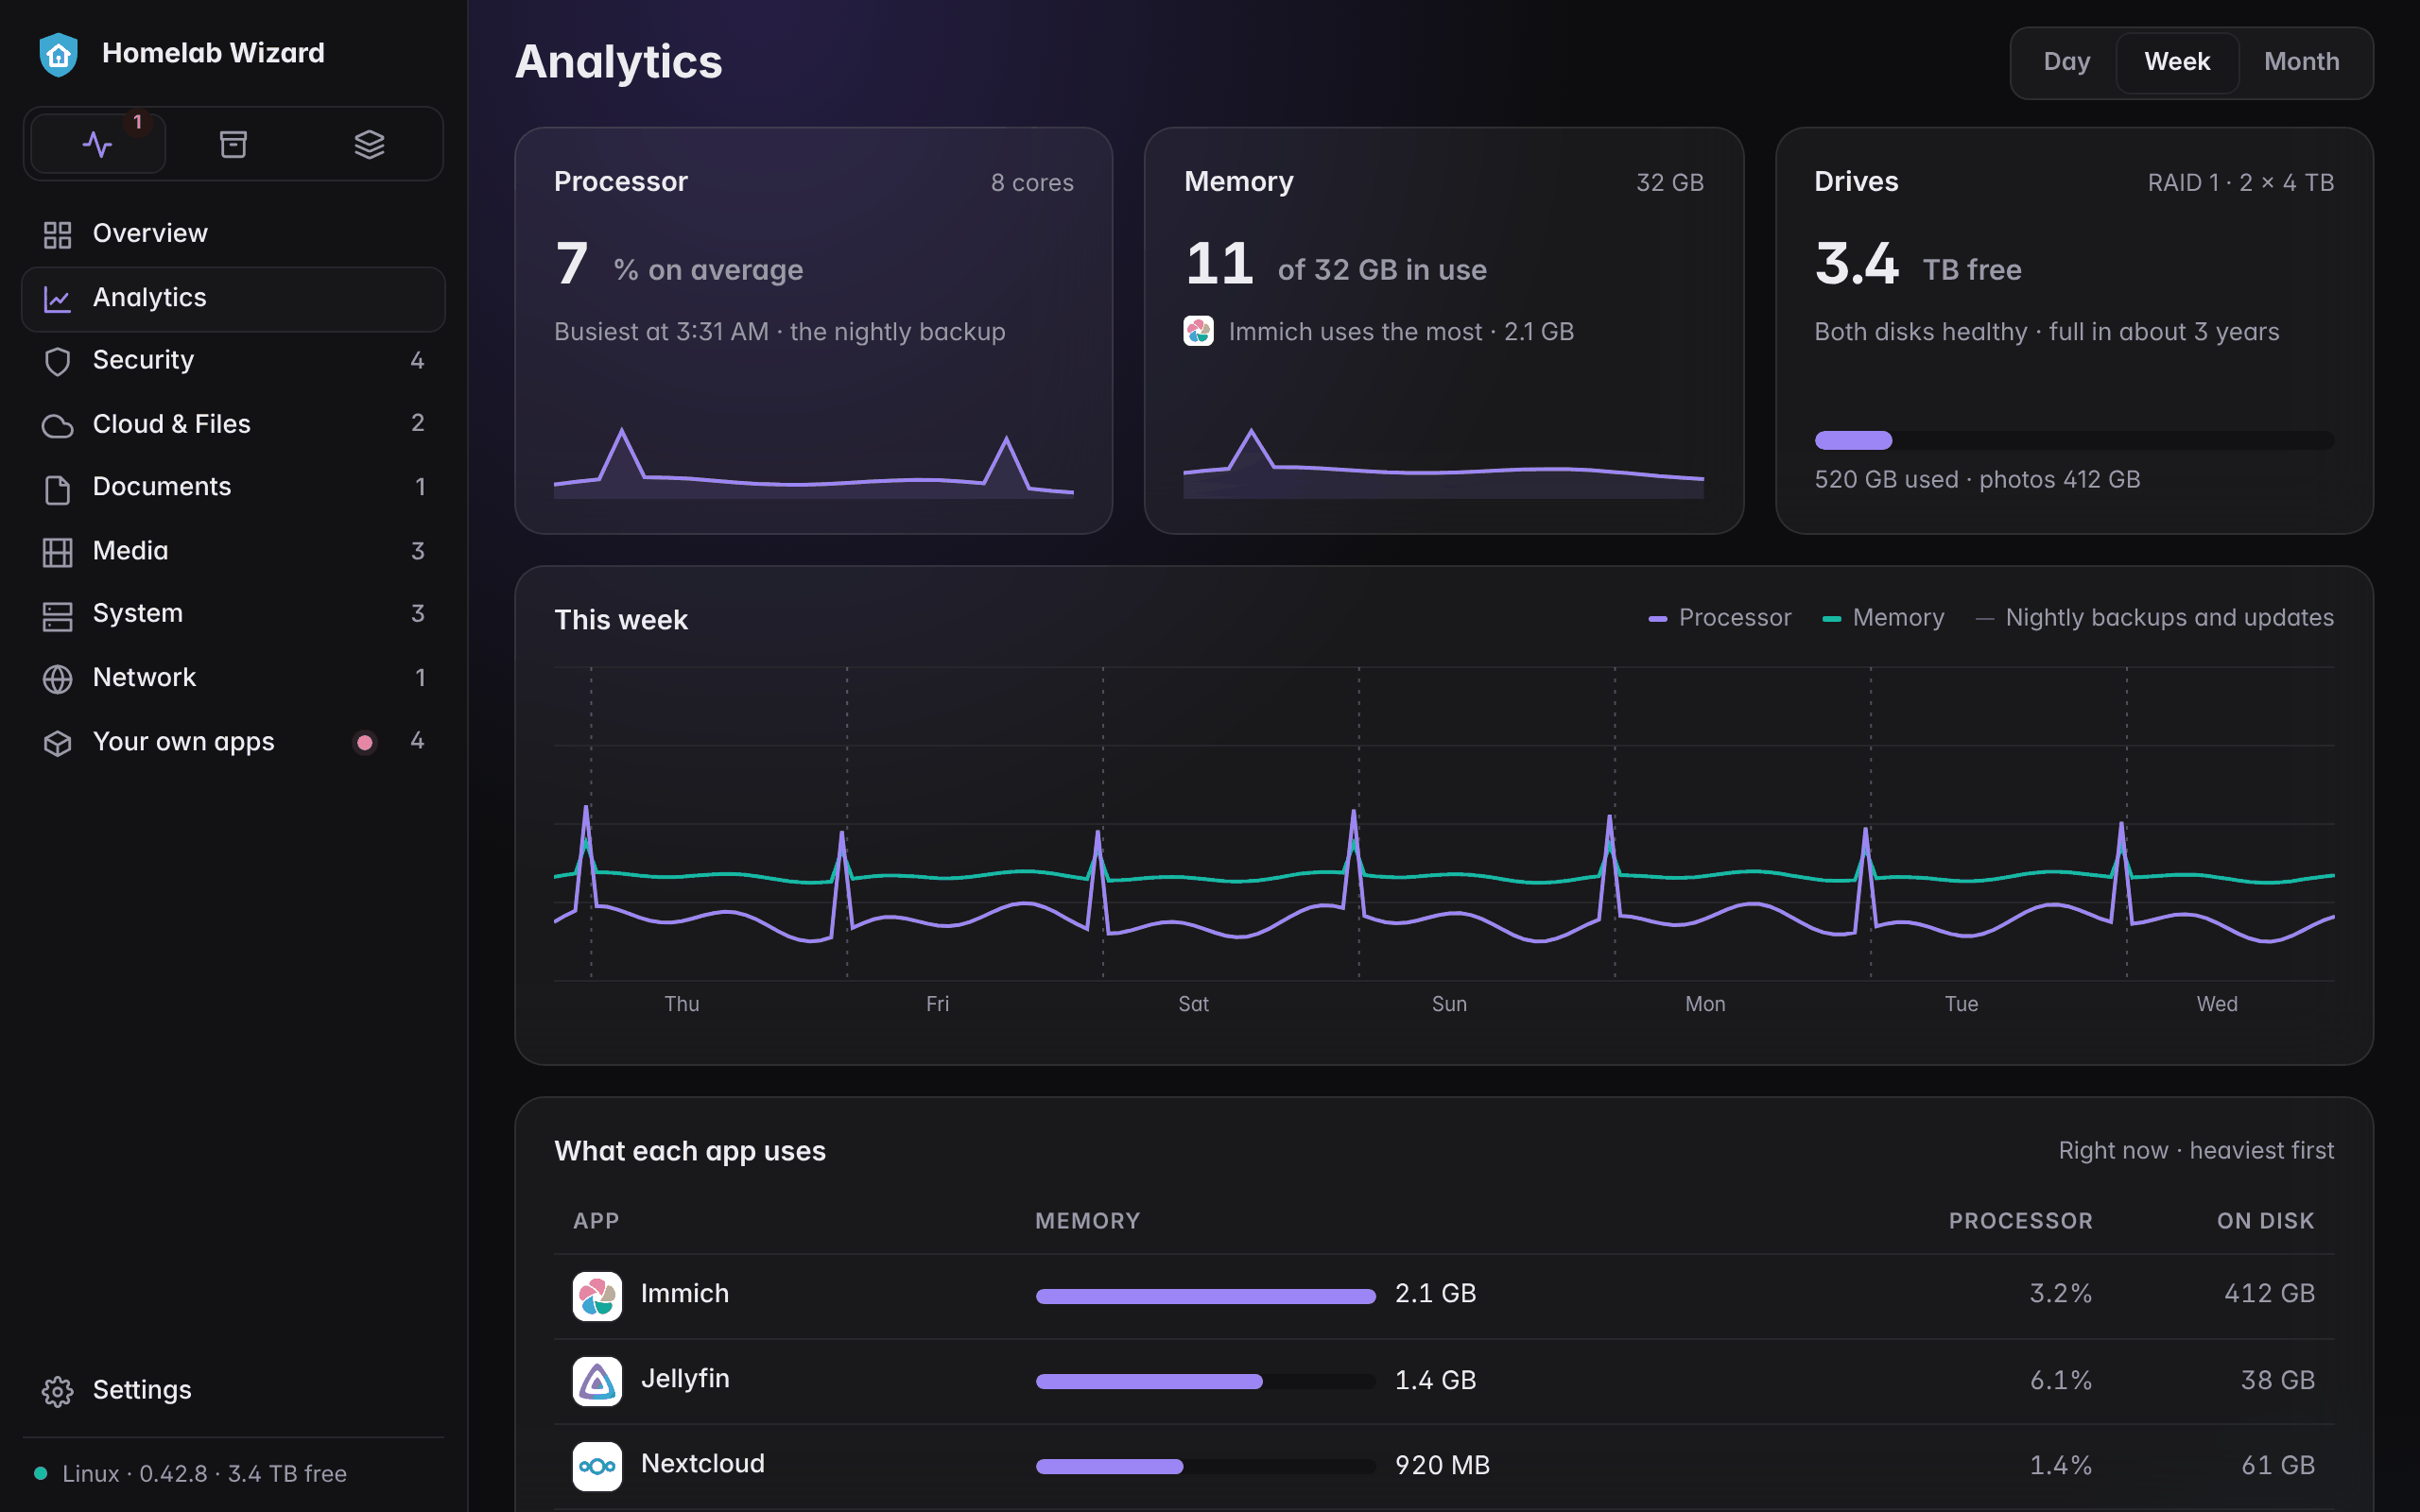 Homelab Wizard
1
Overview
Analytics
Security 4
Cloud & Files 2
Documents 1
Media 3
System 3
Network 1
Your own apps 4
Settings
Linux · 0.42.8 · 3.4 TB free
Analytics
Day Week Month
Processor 8 cores
7 % on average
Busiest at 3:31 AM · the nightly backup
Memory 32 GB
11 of 32 GB in use
Immich uses the most · 2.1 GB
Drives RAID 1 · 2 × 4 TB
3.4 TB free
Both disks healthy · full in about 3 years
520 GB used · photos 412 GB
This week Processor Memory Nightly backups and updates
Thu Fri Sat Sun Mon Tue Wed
What each app uses Right now · heaviest first
APP MEMORY PROCESSOR ON DISK
Immich 2.1 GB 3.2% 412 GB
Jellyfin 1.4 GB 6.1% 38 GB
Nextcloud 920 MB 1.4% 61 GB